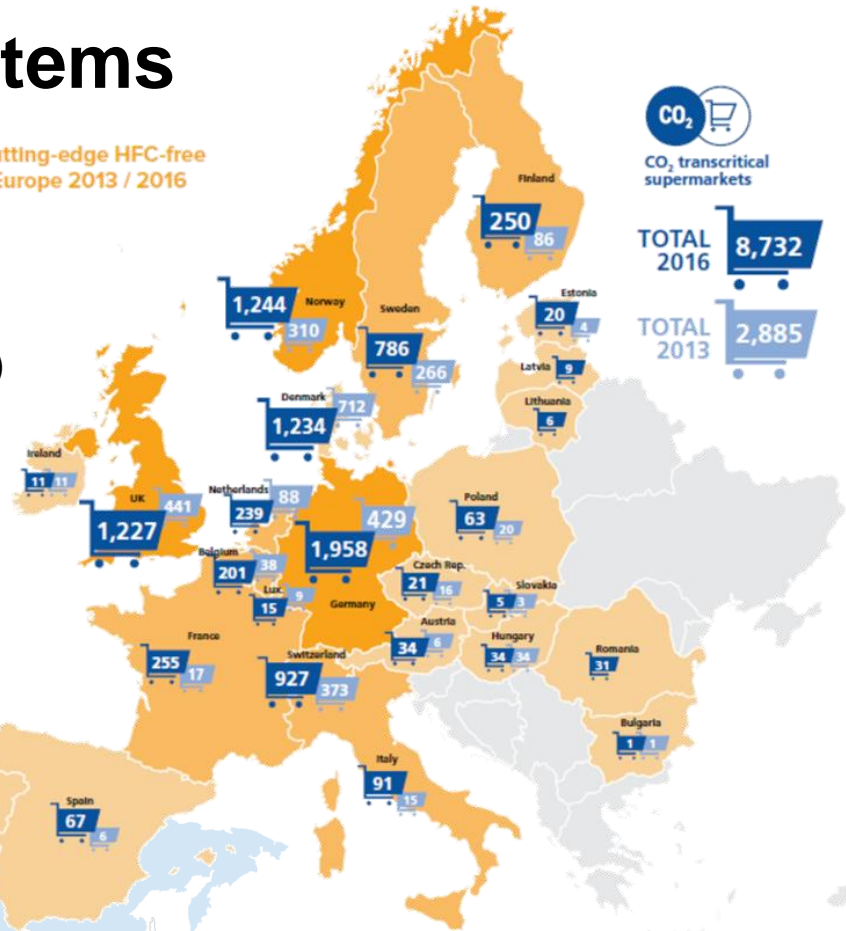 tems
utting-edge HFC-free
Europe 2013 / 2016
)
CO₂
CO₂ transcritical
supermarkets
TOTAL
2016
8,732
TOTAL
2013
2,885
Finland
250
86
Norway
1,244
310
Sweden
786
266
Estonia
20
4
Latvia
9
Lithuania
6
Denmark
712
1,234
Ireland
11 11
UK
441
1,227
Netherlands
88
239
Germany
429
1,958
Poland
63
20
Belgium
38
201
Lux.
9
15
Czech Rep.
21
16
Slovakia
5 3
Austria
34
6
Hungary
34 34
Romania
31
France
255
17
Switzerland
927
373
Bulgaria
1 1
Italy
91
15
Spain
67
6